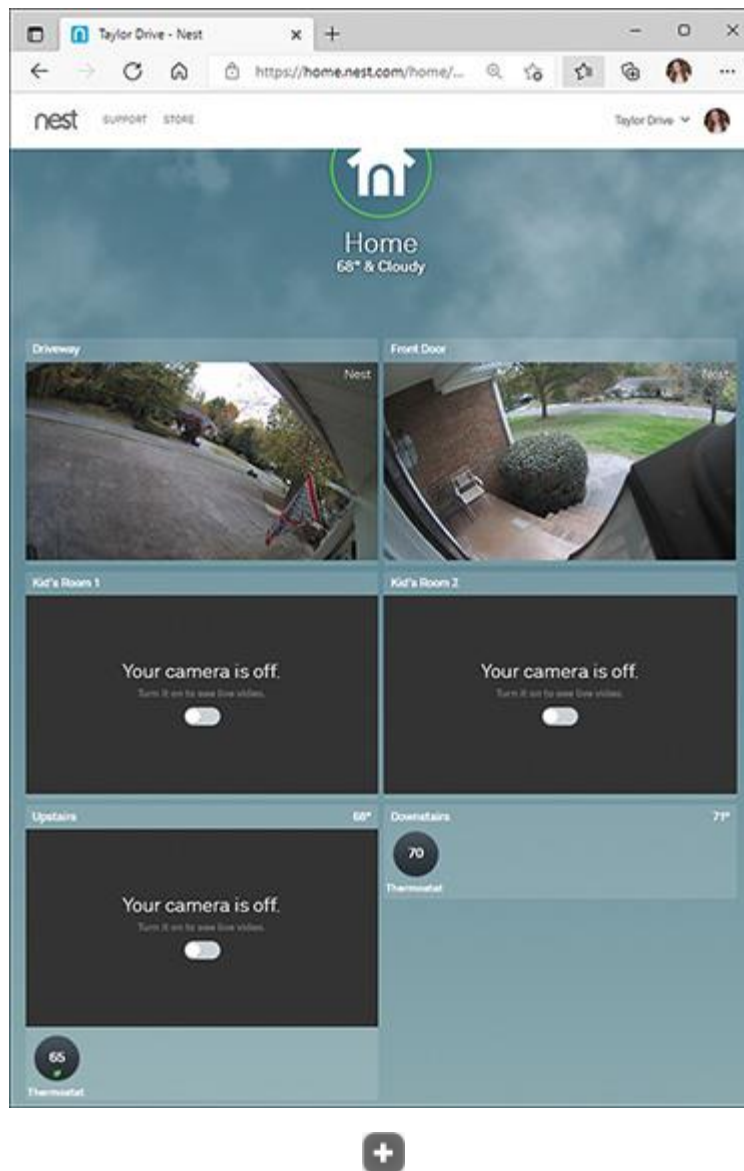 Taylor Drive - Nest
https://home.nest.com/home/...
nest SUPPORT STORE Taylor Drive
Home
68° & Cloudy
Driveway Front Door
Nest Nest
Kid's Room 1 Kid's Room 2
Your camera is off. Your camera is off.
Turn it on to see live video. Turn it on to see live video.
Upstairs 68° Downstairs 71°
70
Thermostat
Your camera is off.
Turn it on to see live video.
65
Thermostat